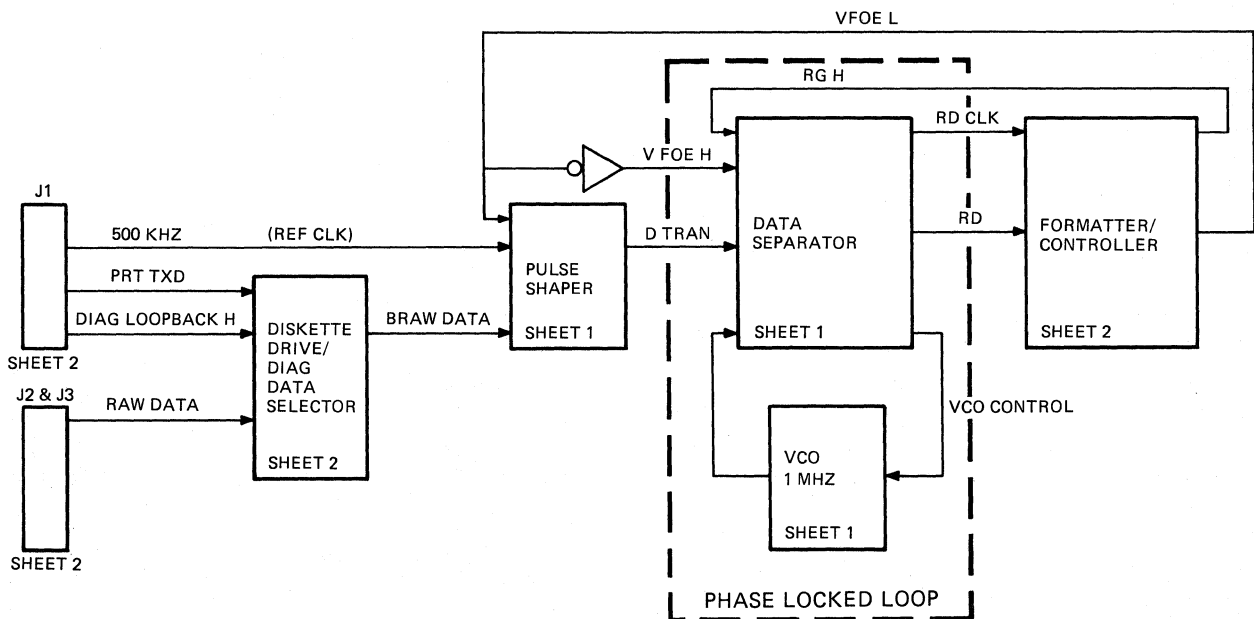 VFOE L
RG H
RD CLK
V FOE H
J1
500 KHZ (REF CLK)
D TRAN
DATA
SEPARATOR
RD
FORMATTER/
CONTROLLER
PRT TXD
PULSE
SHAPER
DIAG LOOPBACK H
DISKETTE
DRIVE/
DIAG
DATA
SELECTOR
BRAW DATA
SHEET 1
SHEET 1
SHEET 2
SHEET 2
J2 & J3
RAW DATA
VCO CONTROL
SHEET 2
VCO
1 MHZ
SHEET 1
SHEET 2
PHASE LOCKED LOOP